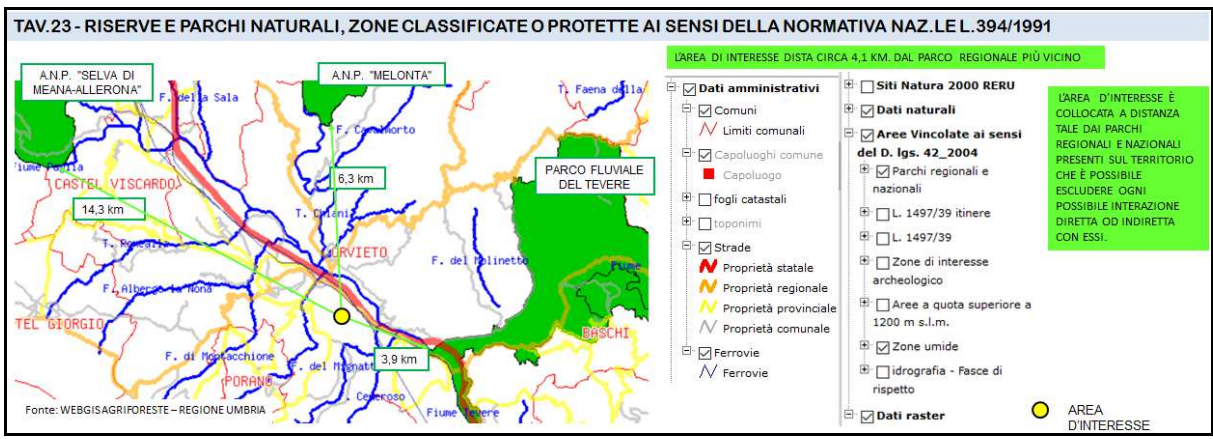 TAV.23 - RISERVE E PARCHI NATURALI, ZONE CLASSIFICATE O PROTETTE AI SENSI DELLA NORMATIVA NAZ.LE L.394/1991
A.N.P. "SELVA DI
MEANA-ALLERONA"
A.N.P. "MELONTA"
F. della Sala
T. Faena della
F. Capalmorto
Fiume Paglia
CASTEL VISCARDO
14,3 km
6,3 km
PARCO FLUVIALE
DEL TEVERE
T. Chiani
ORVIETO
F. del Molinetto
Fiume
F. Albergo la Nona
TEL GIORGIO
BASCHI
3,9 km
F. di Montacchione
F. del Mignatt
PORANO
Fiume Tevere
Fonte: WEBGISAGRIFORESTE – REGIONE UMBRIA
L'AREA DI INTERESSE DISTA CIRCA 4,1 KM. DAL PARCO REGIONALE PIÙ VICINO
Dati amministrativi
Comuni
Limiti comunali
Capoluoghi comune
Capoluogo
fogli catastali
toponimi
Strade
Proprietà statale
Proprietà regionale
Proprietà provinciale
Proprietà comunale
Ferrovie
Ferrovie
Siti Natura 2000 RERU
Dati naturali
Aree Vincolate ai sensi
del D. lgs. 42_2004
Parchi regionali e
nazionali
L. 1497/39 itinere
L. 1497/39
Zone di interesse
archeologico
Aree a quota superiore a
1200 m s.l.m.
Zone umide
idrografia - Fasce di
rispetto
Dati raster
L'AREA D'INTERESSE È
COLLOCATA A DISTANZA
TALE DAI PARCHI
REGIONALI E NAZIONALI
PRESENTI SUL TERRITORIO
CHE È POSSIBILE
ESCLUDERE OGNI
POSSIBILE INTERAZIONE
DIRETTA OD INDIRETTA
CON ESSI.
AREA
D'INTERESSE